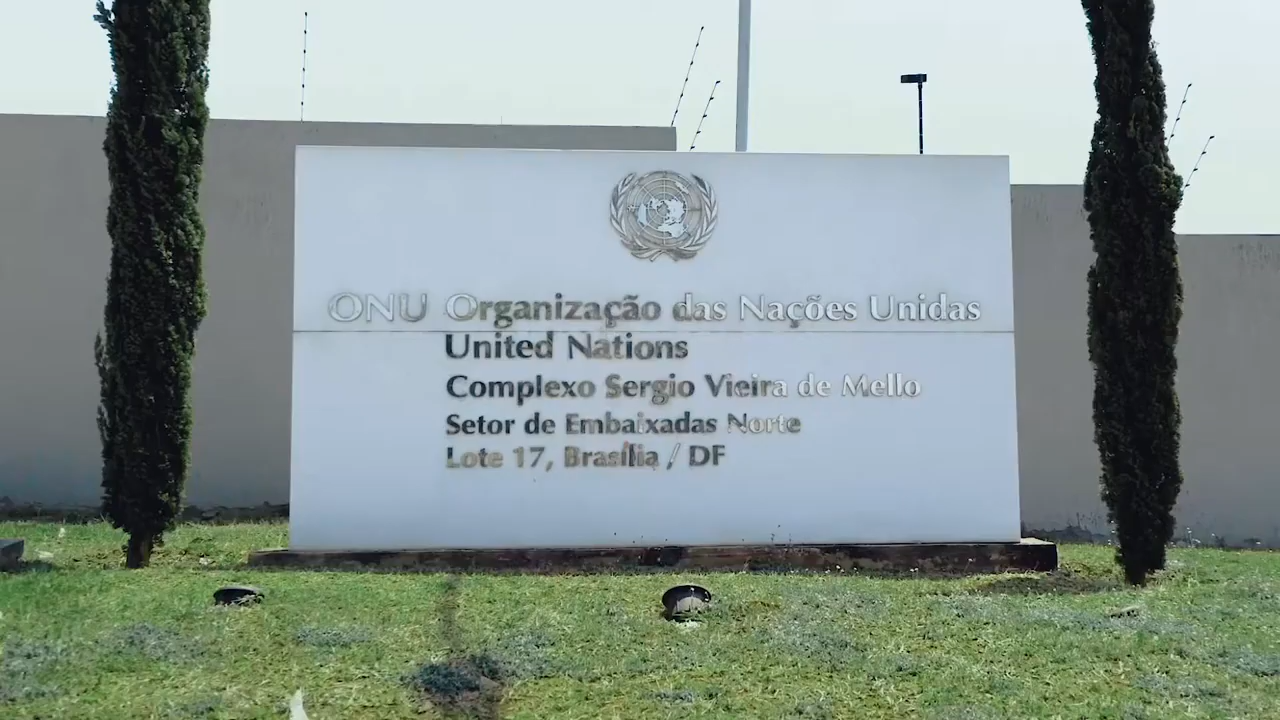 ONU Organização das Nações Unidas
United Nations
Complexo Sergio Vieira de Mello
Setor de Embaixadas Norte
Lote 17, Brasília / DF